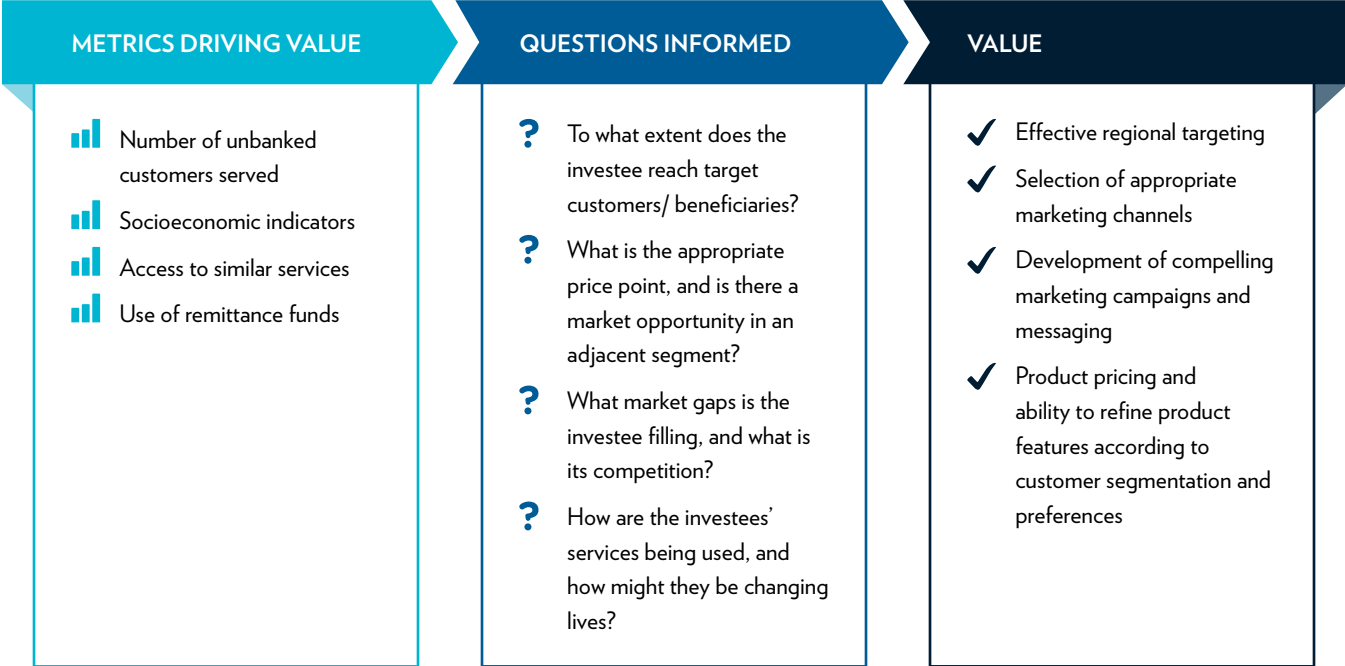 METRICS DRIVING VALUE
Number of unbanked
customers served
Socioeconomic indicators
Access to similar services
Use of remittance funds
QUESTIONS INFORMED
? To what extent does the
investee reach target
customers/ beneficiaries?
? What is the appropriate
price point, and is there a
market opportunity in an
adjacent segment?
? What market gaps is the
investee filling, and what is
its competition?
? How are the investees’
services being used, and
how might they be changing
lives?
VALUE
Effective regional targeting
Selection of appropriate
marketing channels
Development of compelling
marketing campaigns and
messaging
Product pricing and
ability to refine product
features according to
customer segmentation and
preferences